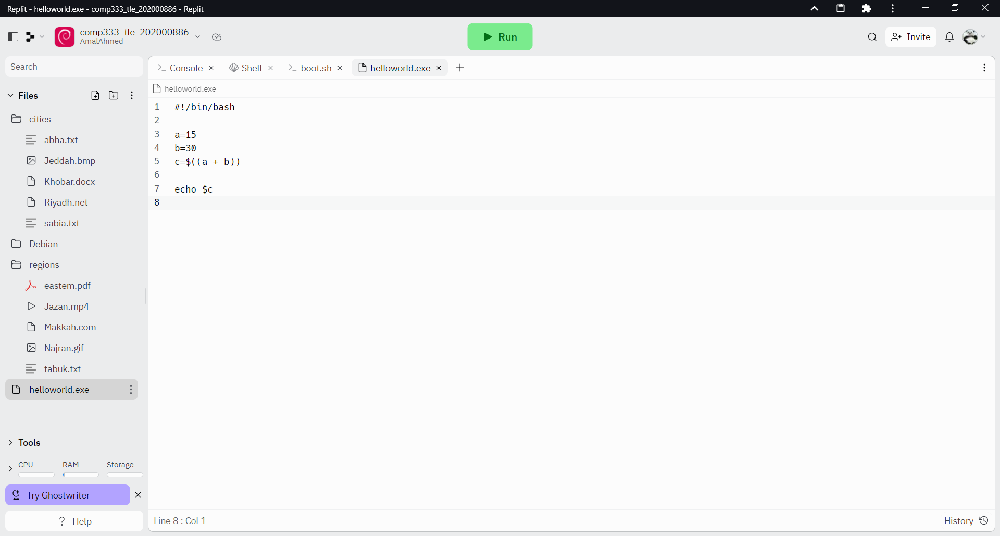 Replit - helloworld.exe - comp333_tle_202000886 - Replit
comp333_tle_202000886
AmalAhmed
Run
Invite
Search
Files
cities
abha.txt
Jeddah.bmp
Khobar.docx
Riyadh.net
sabia.txt
Debian
regions
eastem.pdf
Jazan.mp4
Makkah.com
Najran.gif
tabuk.txt
helloworld.exe
Tools
CPU RAM Storage
Try Ghostwriter
? Help
Console Shell boot.sh helloworld.exe
helloworld.exe
1 #!/bin/bash
2
3 a=15
4 b=30
5 c=$((a + b))
6
7 echo $c
8
Line 8 : Col 1
History